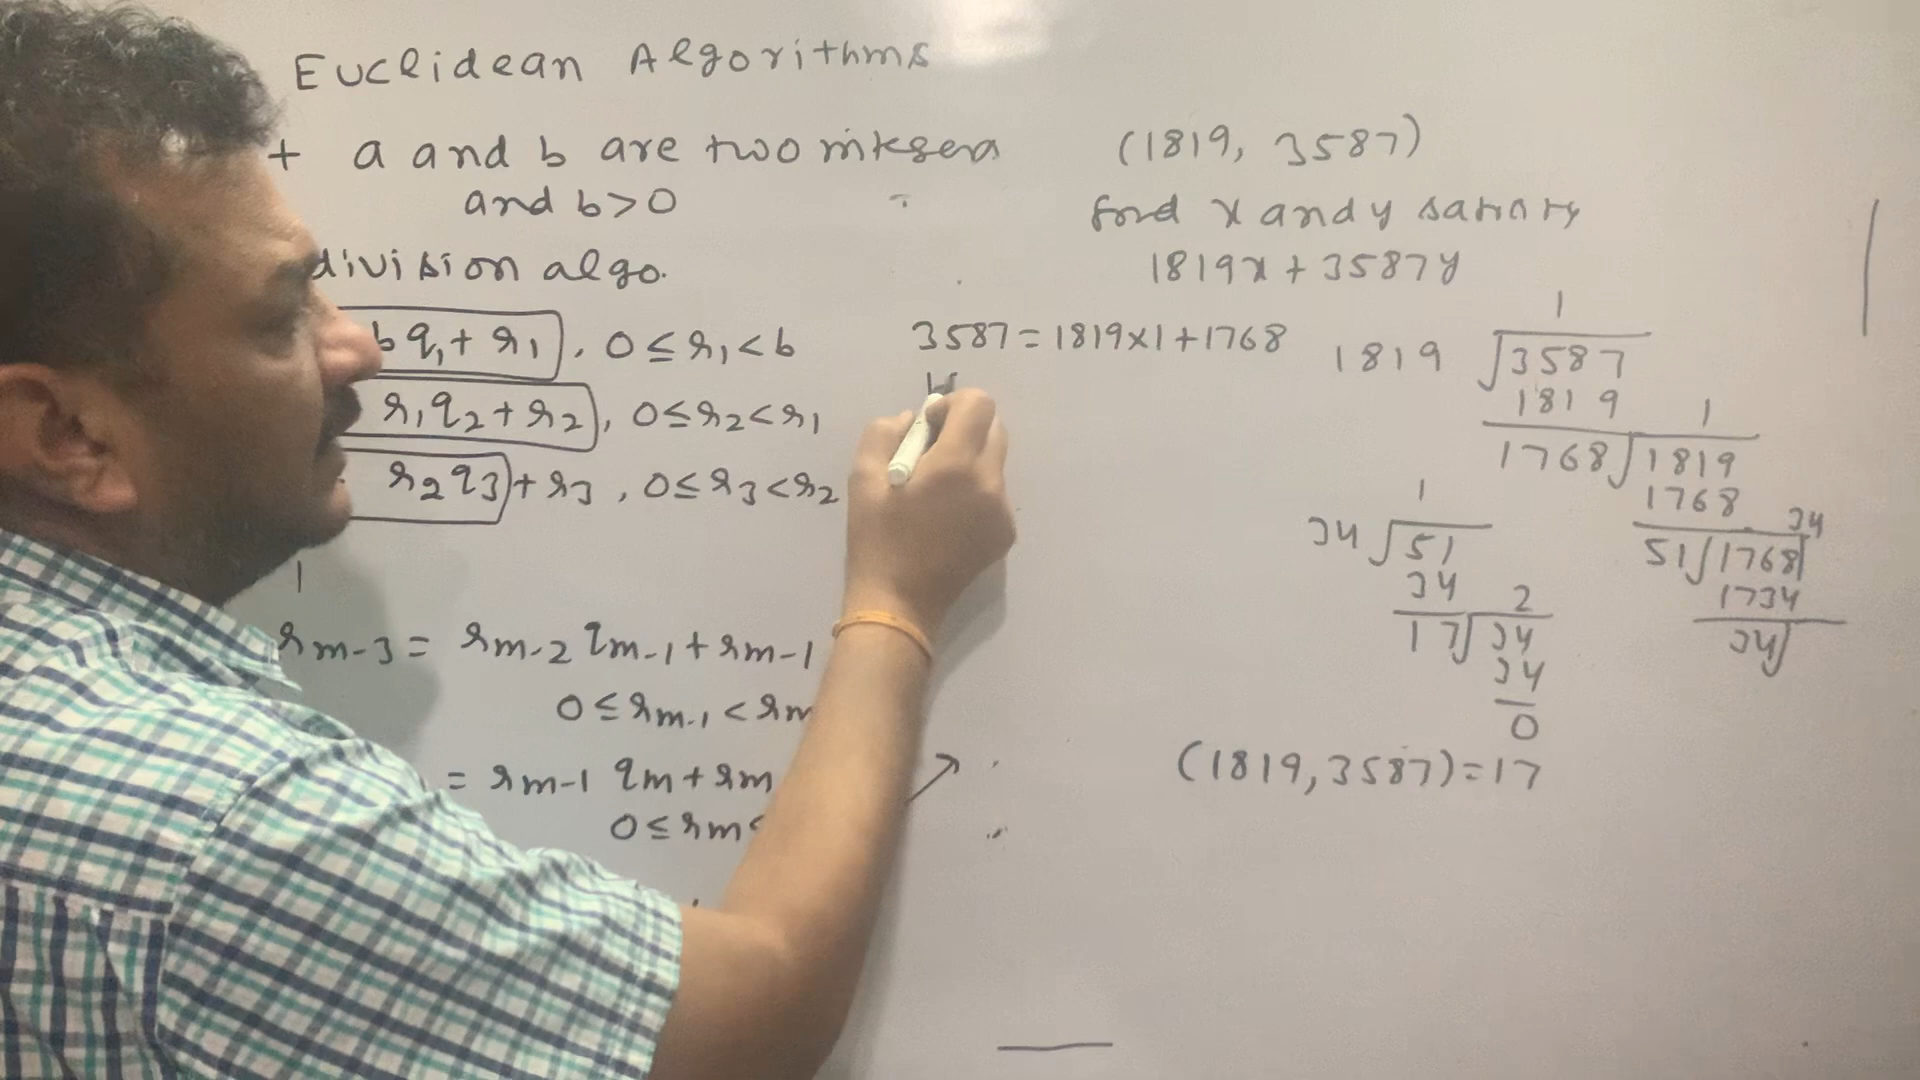 Euclidean Algorithms
a and b are two
and b>0
division algo.
bq₁+r₁, 0≤r₁<b
r₁q₂+r₂, 0≤r₂<r₁
r₂q₃+r₃, 0≤r₃<r₂
rm-3 = rm-2 qm-1+rm-1
0≤rm-1<rm
= rm-1 qm+rm
0≤rm<
(1819, 3587)
find x and y satisfy
1819x+3587y
3587=1819×1+1768
1
1819 √3587
1819 1
1768 √1819
1768 34
51 √1768
1734
34
1
34 √51
34 2
17 √34
34
0
(1819,3587)=17